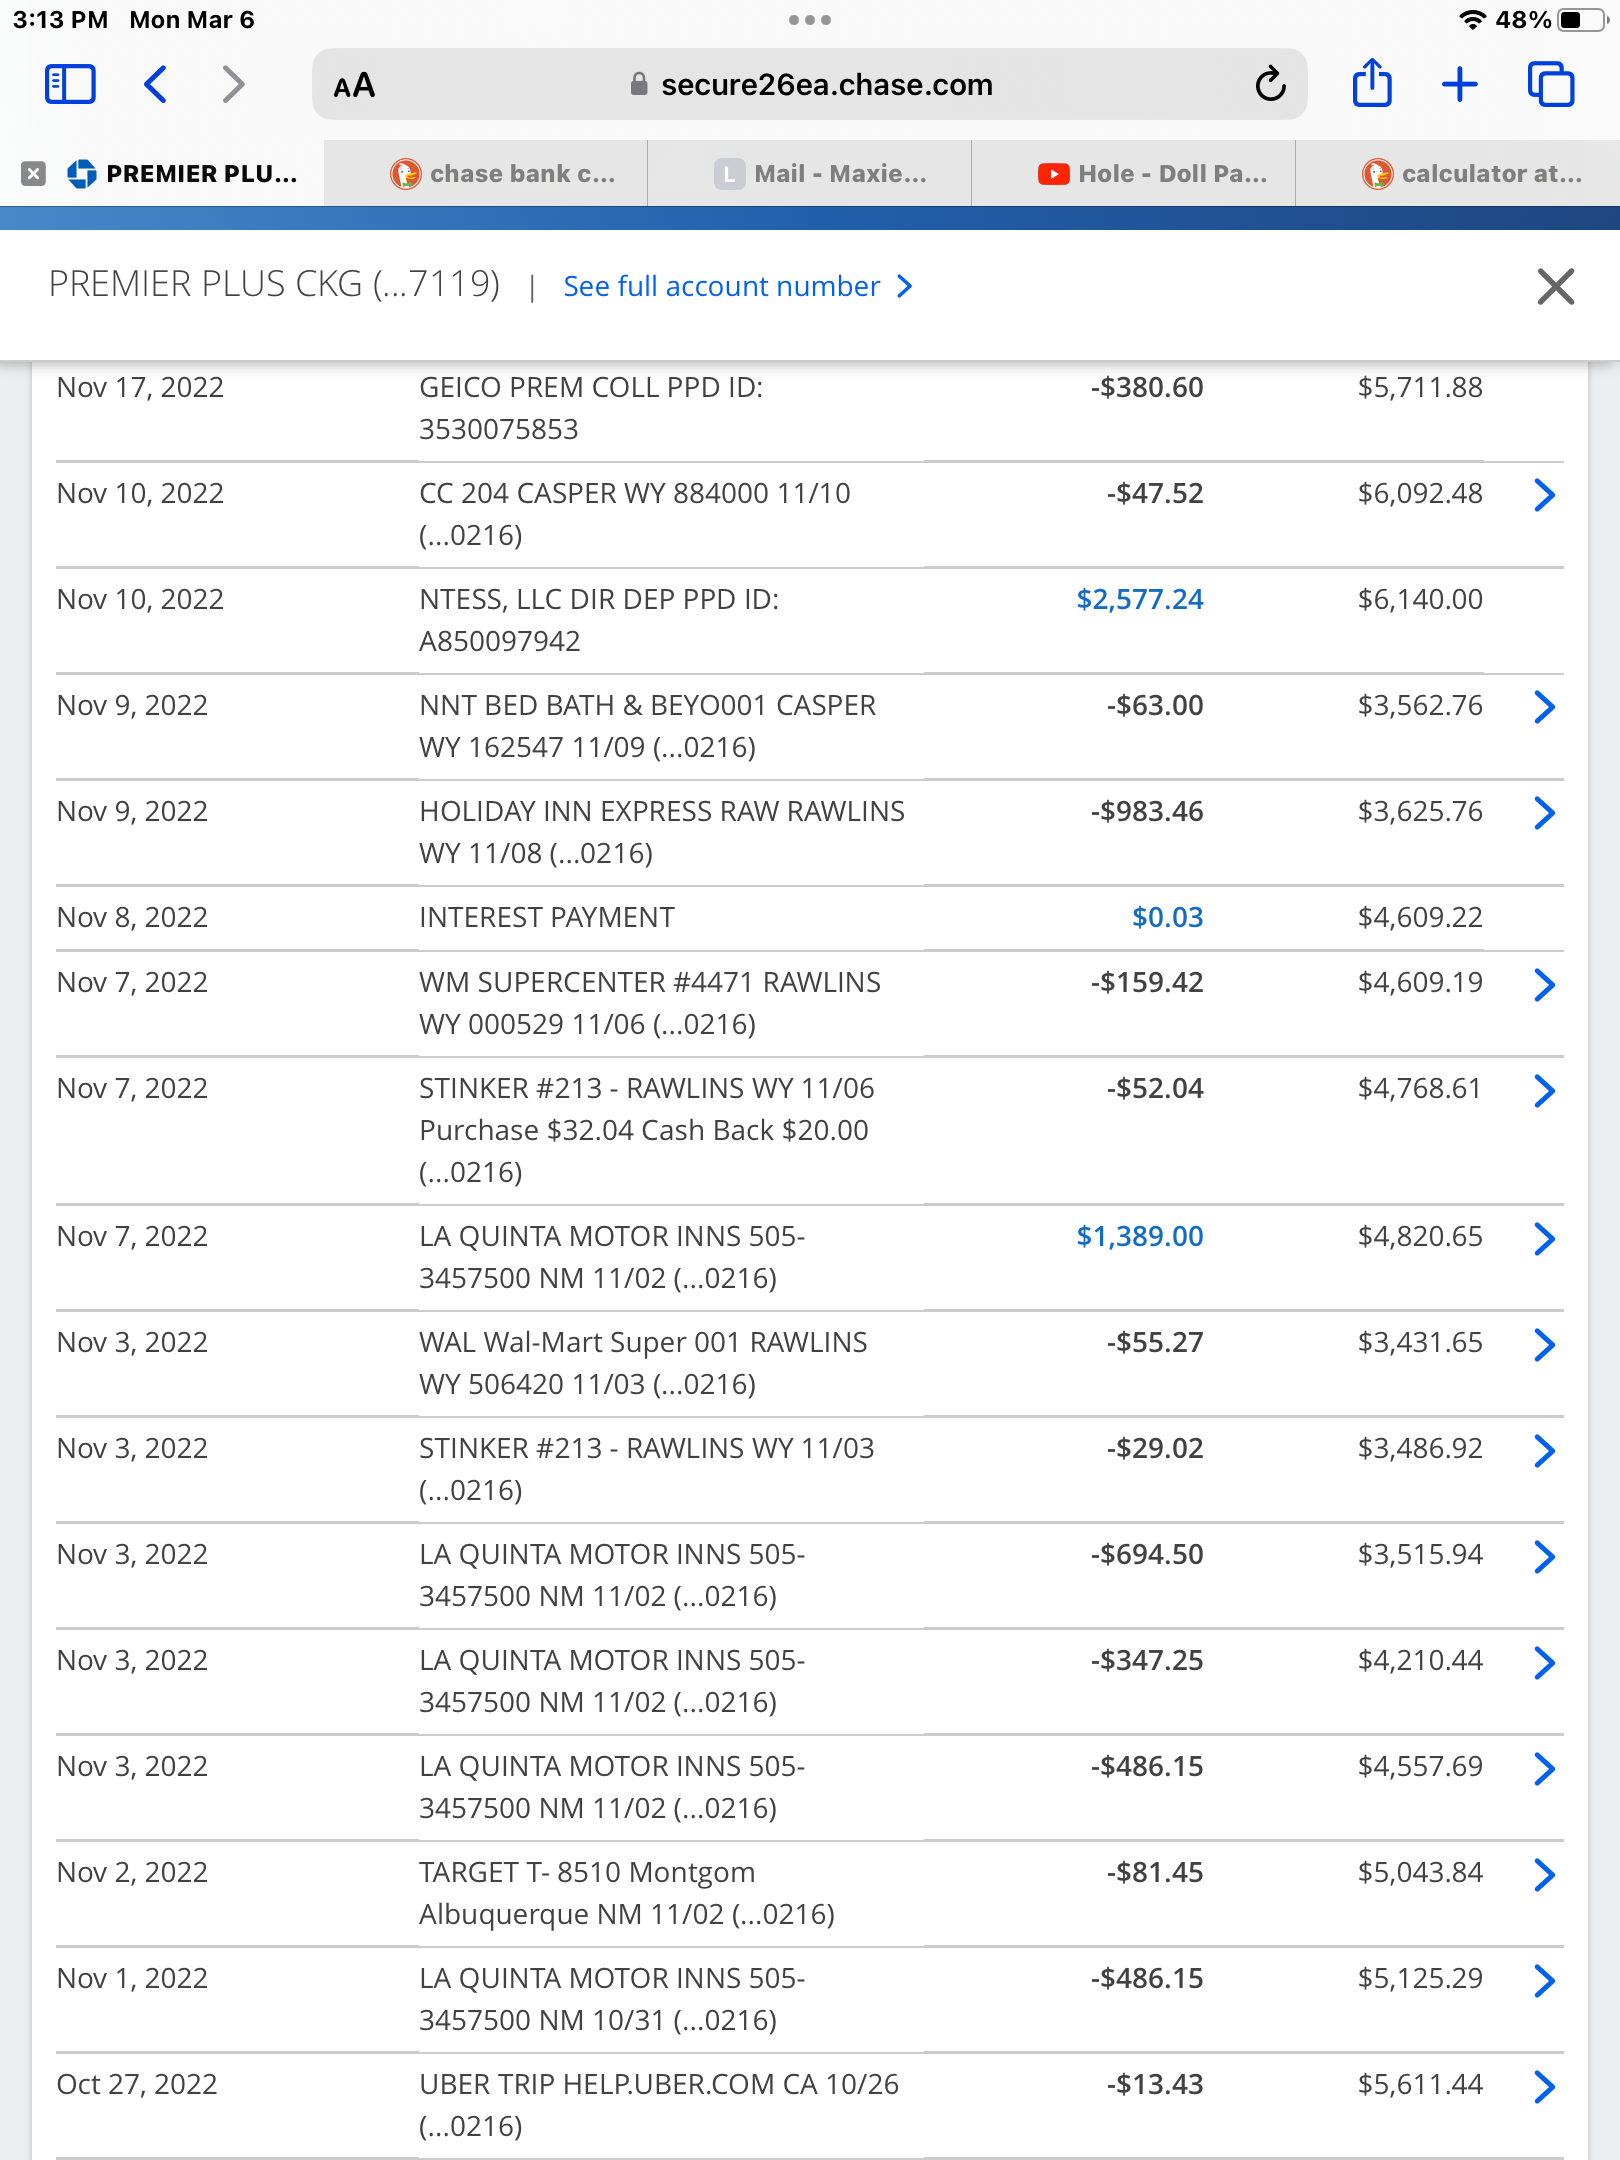 3:13 PM Mon Mar 6
48%
AA
secure26ea.chase.com
PREMIER PLU...
chase bank c...
L Mail - Maxie...
Hole - Doll Pa...
calculator at...
PREMIER PLUS CKG (...7119) | See full account number
Nov 17, 2022 GEICO PREM COLL PPD ID: -$380.60 $5,711.88
3530075853
Nov 10, 2022 CC 204 CASPER WY 884000 11/10 -$47.52 $6,092.48
(...0216)
Nov 10, 2022 NTESS, LLC DIR DEP PPD ID: $2,577.24 $6,140.00
A850097942
Nov 9, 2022 NNT BED BATH & BEYO001 CASPER -$63.00 $3,562.76
WY 162547 11/09 (...0216)
Nov 9, 2022 HOLIDAY INN EXPRESS RAW RAWLINS -$983.46 $3,625.76
WY 11/08 (...0216)
Nov 8, 2022 INTEREST PAYMENT $0.03 $4,609.22
Nov 7, 2022 WM SUPERCENTER #4471 RAWLINS -$159.42 $4,609.19
WY 000529 11/06 (...0216)
Nov 7, 2022 STINKER #213 - RAWLINS WY 11/06 -$52.04 $4,768.61
Purchase $32.04 Cash Back $20.00
(...0216)
Nov 7, 2022 LA QUINTA MOTOR INNS 505- $1,389.00 $4,820.65
3457500 NM 11/02 (...0216)
Nov 3, 2022 WAL Wal-Mart Super 001 RAWLINS -$55.27 $3,431.65
WY 506420 11/03 (...0216)
Nov 3, 2022 STINKER #213 - RAWLINS WY 11/03 -$29.02 $3,486.92
(...0216)
Nov 3, 2022 LA QUINTA MOTOR INNS 505- -$694.50 $3,515.94
3457500 NM 11/02 (...0216)
Nov 3, 2022 LA QUINTA MOTOR INNS 505- -$347.25 $4,210.44
3457500 NM 11/02 (...0216)
Nov 3, 2022 LA QUINTA MOTOR INNS 505- -$486.15 $4,557.69
3457500 NM 11/02 (...0216)
Nov 2, 2022 TARGET T- 8510 Montgom -$81.45 $5,043.84
Albuquerque NM 11/02 (...0216)
Nov 1, 2022 LA QUINTA MOTOR INNS 505- -$486.15 $5,125.29
3457500 NM 10/31 (...0216)
Oct 27, 2022 UBER TRIP HELP.UBER.COM CA 10/26 -$13.43 $5,611.44
(...0216)